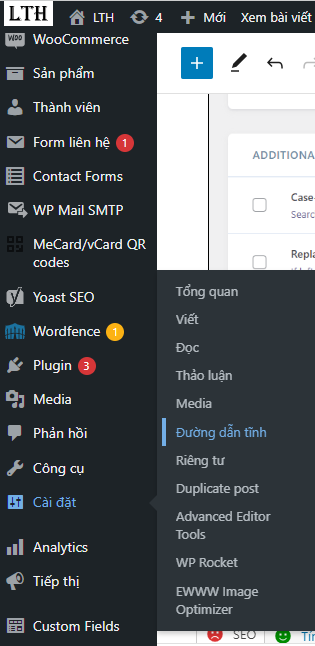 LTH
LTH 4 Mới Xem bài viết
WOO
WooCommerce
Sản phẩm
Thành viên
Form liên hệ 1
Contact Forms
WP Mail SMTP
MeCard/vCard QR
codes
Yoast SEO
Wordfence 1
Plugin 3
Media
Phản hồi
Công cụ
Cài đặt
Analytics
Tiếp thị
Custom Fields
ADDITIONA
Case-
Searc
Repla
Tổng quan
Viết
Đọc
Thảo luận
Media
Đường dẫn tĩnh
Riêng tư
Duplicate post
Advanced Editor
Tools
WP Rocket
EWWW Image
Optimizer
SEO